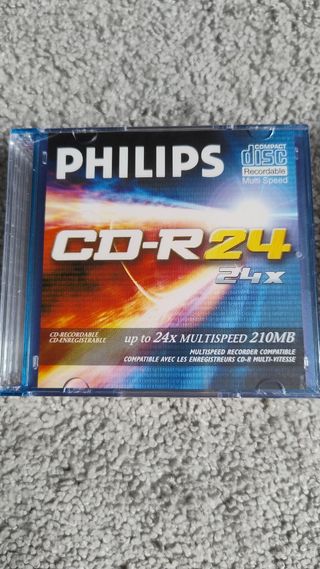 PHILIPS
COMPACT
disc
Recordable
Multi Speed
CD-R24
24x
CD-RECORDABLE
CD-ENREGISTRABLE
up to 24x MULTISPEED 210MB
MULTISPEED RECORDER COMPATIBLE
COMPATIBLE AVEC LES ENREGISTREURS CD-R MULTI-VITESSE